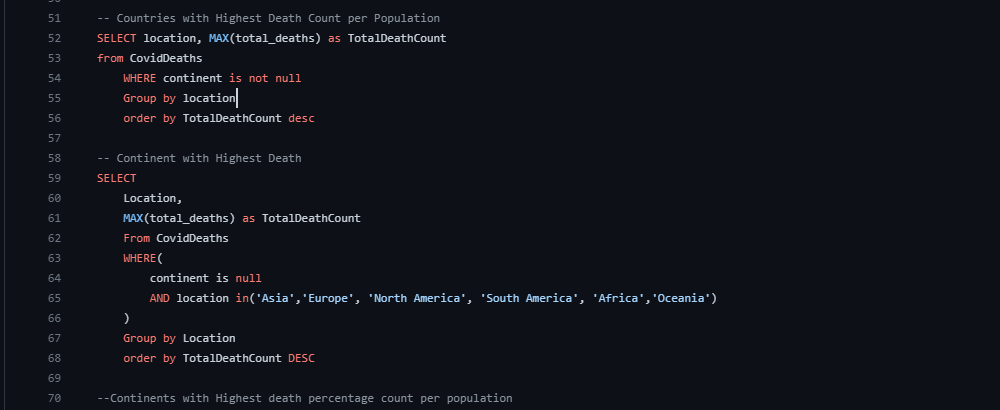 51 -- Countries with Highest Death Count per Population
52 SELECT location, MAX(total_deaths) as TotalDeathCount
53 from CovidDeaths
54 WHERE continent is not null
55 Group by location
56 order by TotalDeathCount desc
57
58 -- Continent with Highest Death
59 SELECT
60 Location,
61 MAX(total_deaths) as TotalDeathCount
62 From CovidDeaths
63 WHERE(
64 continent is null
65 AND location in('Asia','Europe', 'North America', 'South America', 'Africa','Oceania')
66 )
67 Group by Location
68 order by TotalDeathCount DESC
69
70 --Continents with Highest death percentage count per population